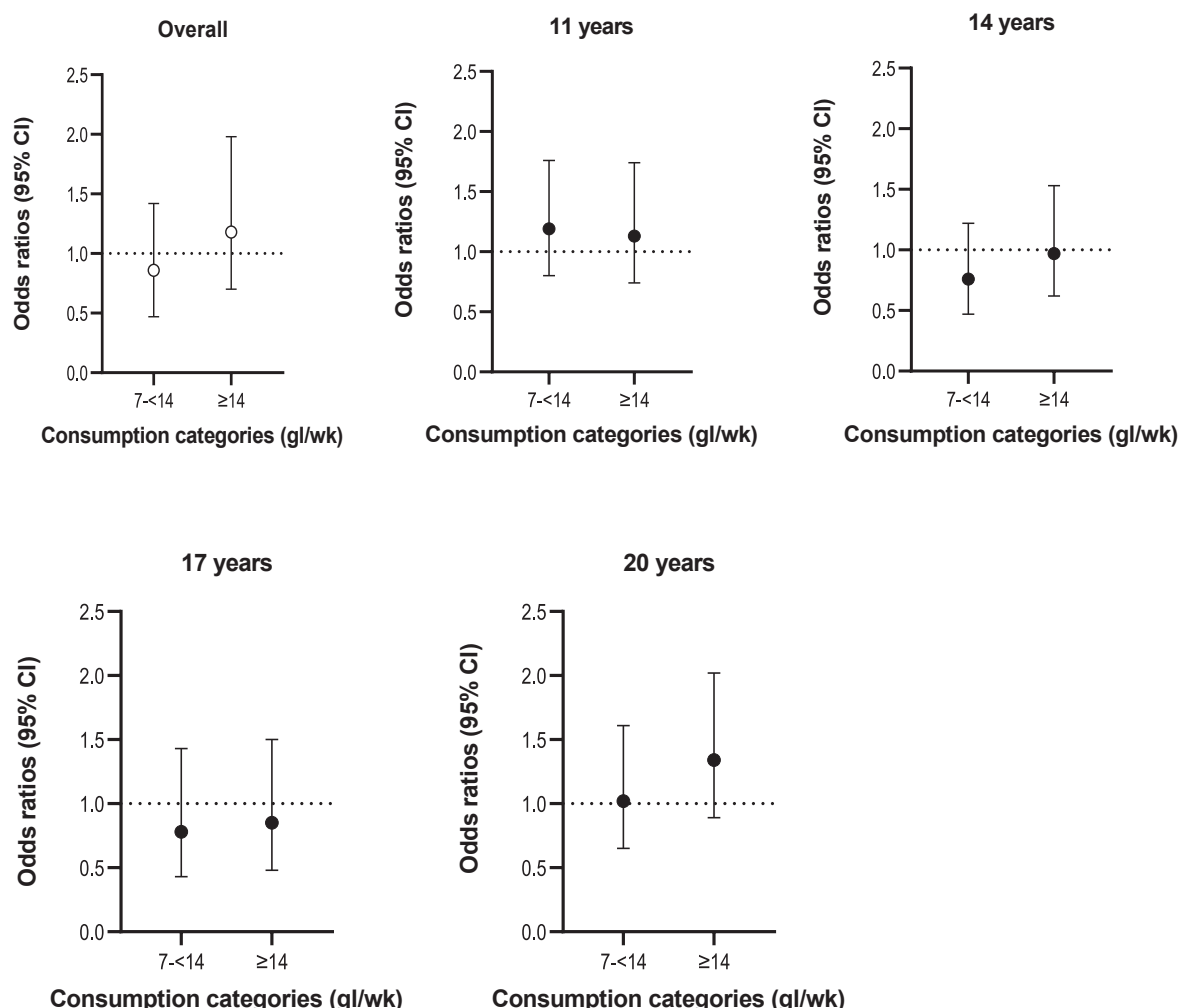 Overall
Odds ratios (95% CI)
2.5
2.0
1.5
1.0
0.5
0.0
7-<14
≥14
Consumption categories (gl/wk)
11 years
Odds ratios (95% CI)
2.5
2.0
1.5
1.0
0.5
0.0
7-<14
≥14
Consumption categories (gl/wk)
14 years
Odds ratios (95% CI)
2.5
2.0
1.5
1.0
0.5
0.0
7-<14
≥14
Consumption categories (gl/wk)
17 years
Odds ratios (95% CI)
2.5
2.0
1.5
1.0
0.5
0.0
7-<14
≥14
Consumption categories (gl/wk)
20 years
Odds ratios (95% CI)
2.5
2.0
1.5
1.0
0.5
0.0
7-<14
≥14
Consumption categories (gl/wk)